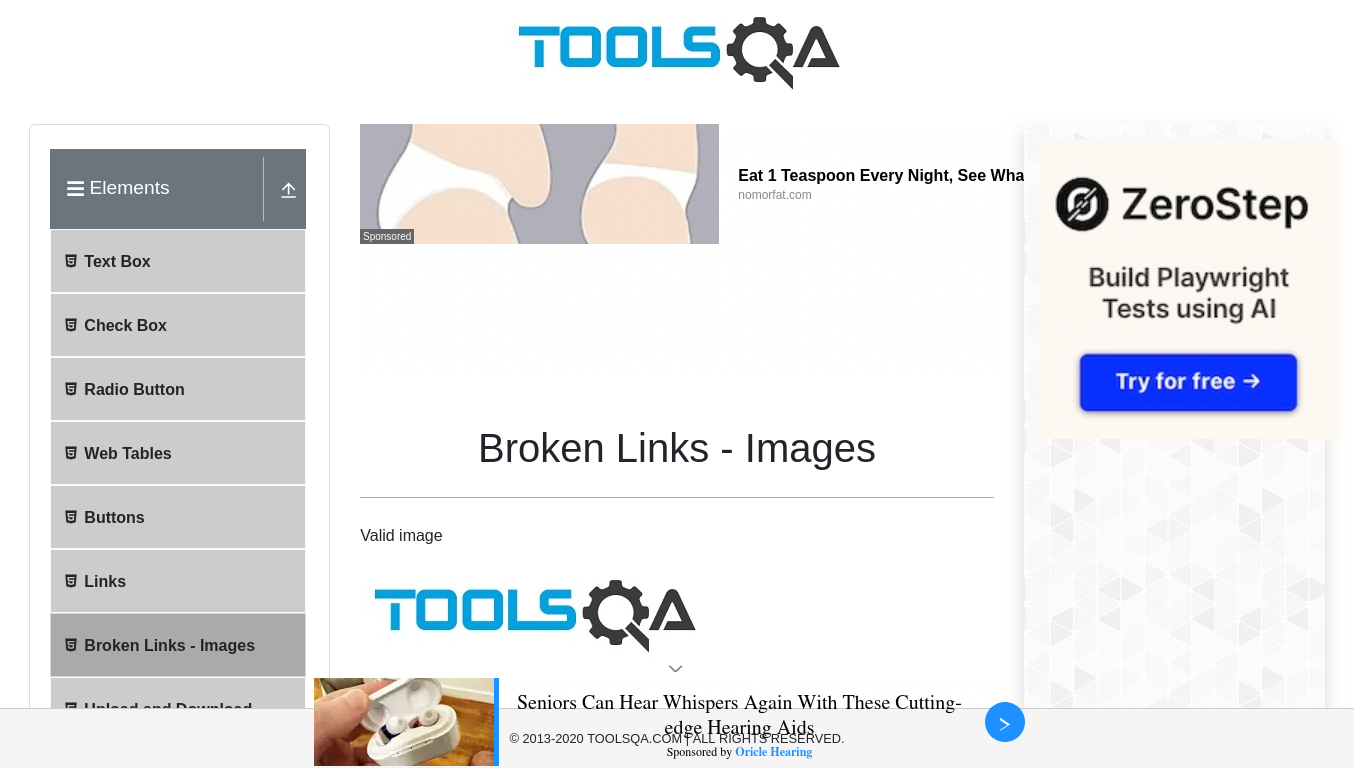 TOOLSQA
Elements
Text Box
Check Box
Radio Button
Web Tables
Buttons
Links
Broken Links - Images
Upload and Download
Sponsored
Eat 1 Teaspoon Every Night, See Wha
nomorfat.com
Broken Links - Images
Valid image
TOOLSQA
ZeroStep
Build Playwright
Tests using AI
Try for free →
Seniors Can Hear Whispers Again With These Cutting-
edge Hearing Aids
© 2013-2020 TOOLSQA.COM | ALL RIGHTS RESERVED.
Sponsored by Oricle Hearing